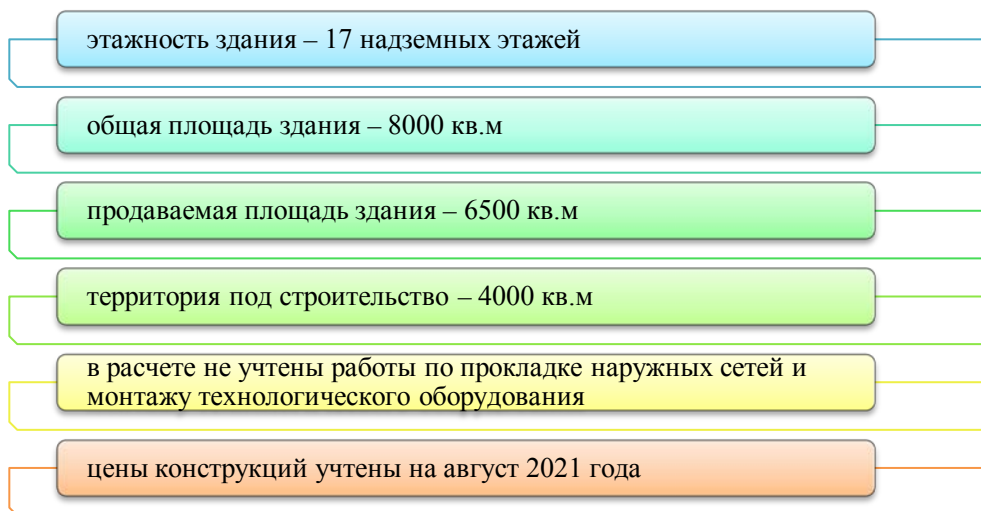 этажность здания – 17 надземных этажей
общая площадь здания – 8000 кв.м
продаваемая площадь здания – 6500 кв.м
территория под строительство – 4000 кв.м
в расчете не учтены работы по прокладке наружных сетей и
монтажу технологического оборудования
цены конструкций учтены на август 2021 года